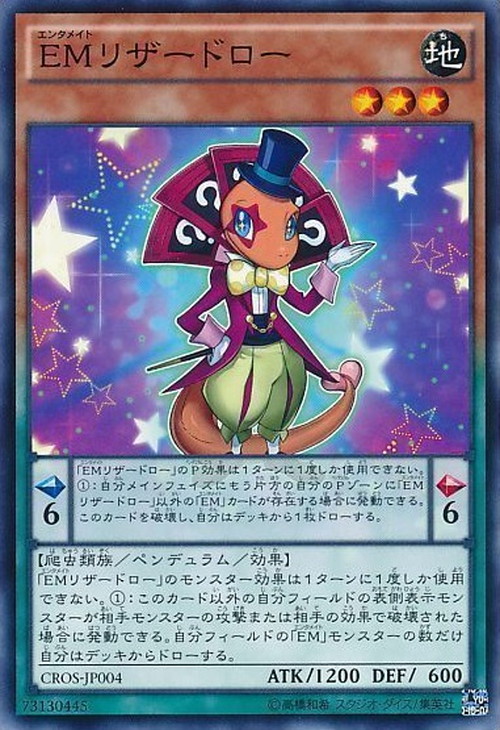 エンタメイト
EMリザードロー
ち
地
エンタメイト
「EMリザードロー」のP効果は1ターンに1度しか使用できない。
①:自分メインフェイズにもう片方の自分のPゾーンに「EM
リザードロー」以外の「EM」カードが存在する場合に発動できる。
このカードを破壊し、自分はデッキから1枚ドローする。
6
6
【爬虫類族/ペンデュラム/効果】
「EMリザードロー」のモンスター効果は1ターンに1度しか使用
できない。①:このカード以外の自分フィールドの表側表示モン
スターが相手モンスターの攻撃または相手の効果で破壊された
場合に発動できる。自分フィールドの「EM」モンスターの数だけ
自分はデッキからドローする。
CROS-JP004
ATK/1200 DEF/ 600
73130445
©高橋和希 スタジオ・ダイス/集英社